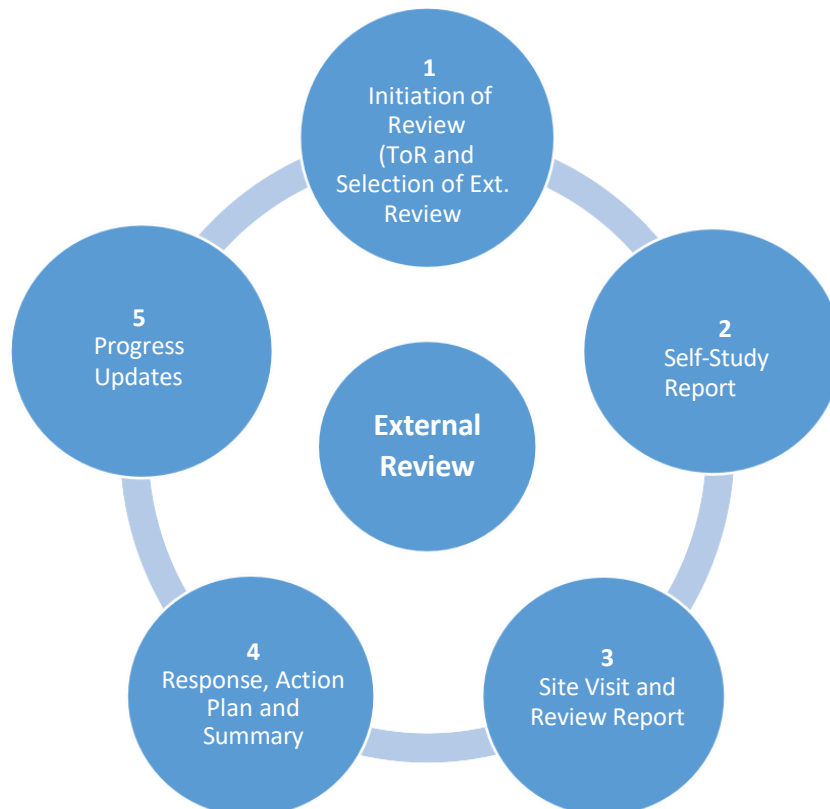 1
Initiation of
Review
(ToR and
Selection of Ext.
Review
2
Self-Study
Report
3
Site Visit and
Review Report
4
Response, Action
Plan and
Summary
5
Progress
Updates
External
Review